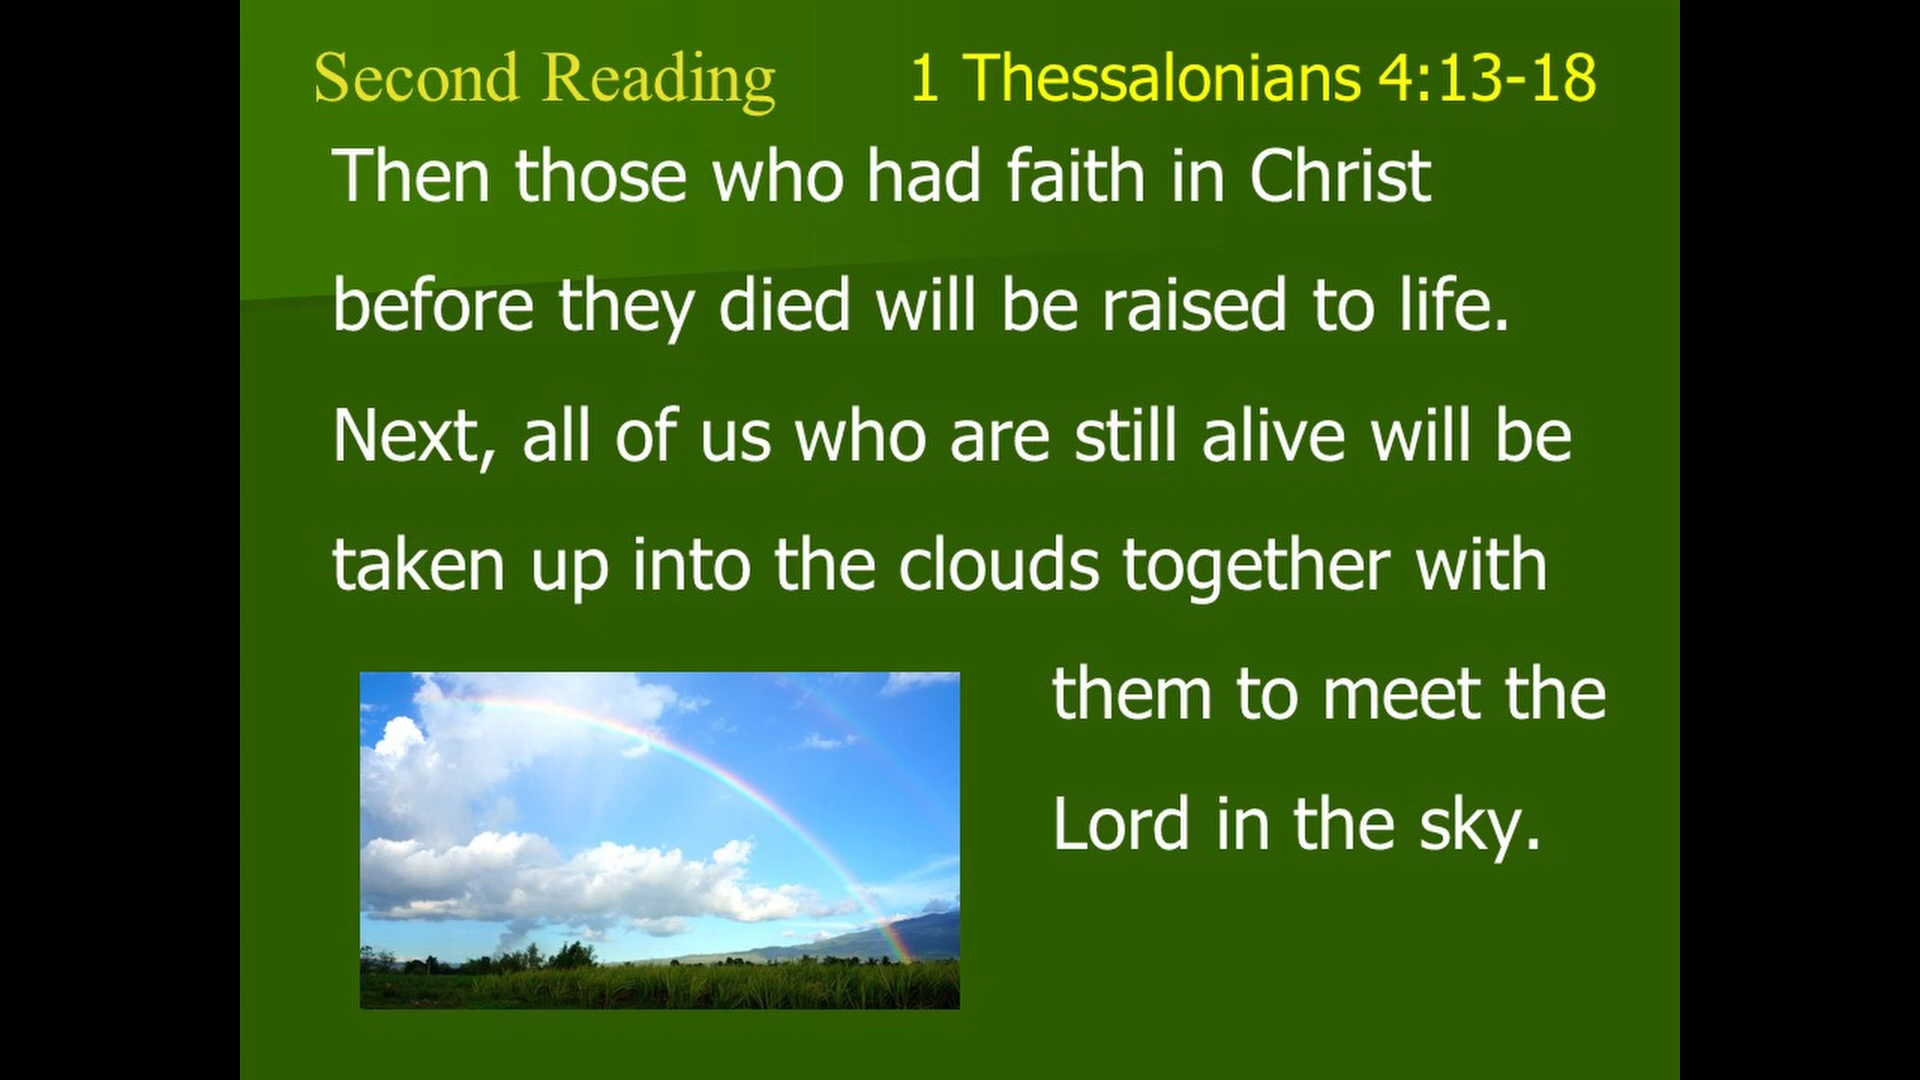 Second Reading 1 Thessalonians 4:13-18
Then those who had faith in Christ
before they died will be raised to life.
Next, all of us who are still alive will be
taken up into the clouds together with
them to meet the
Lord in the sky.